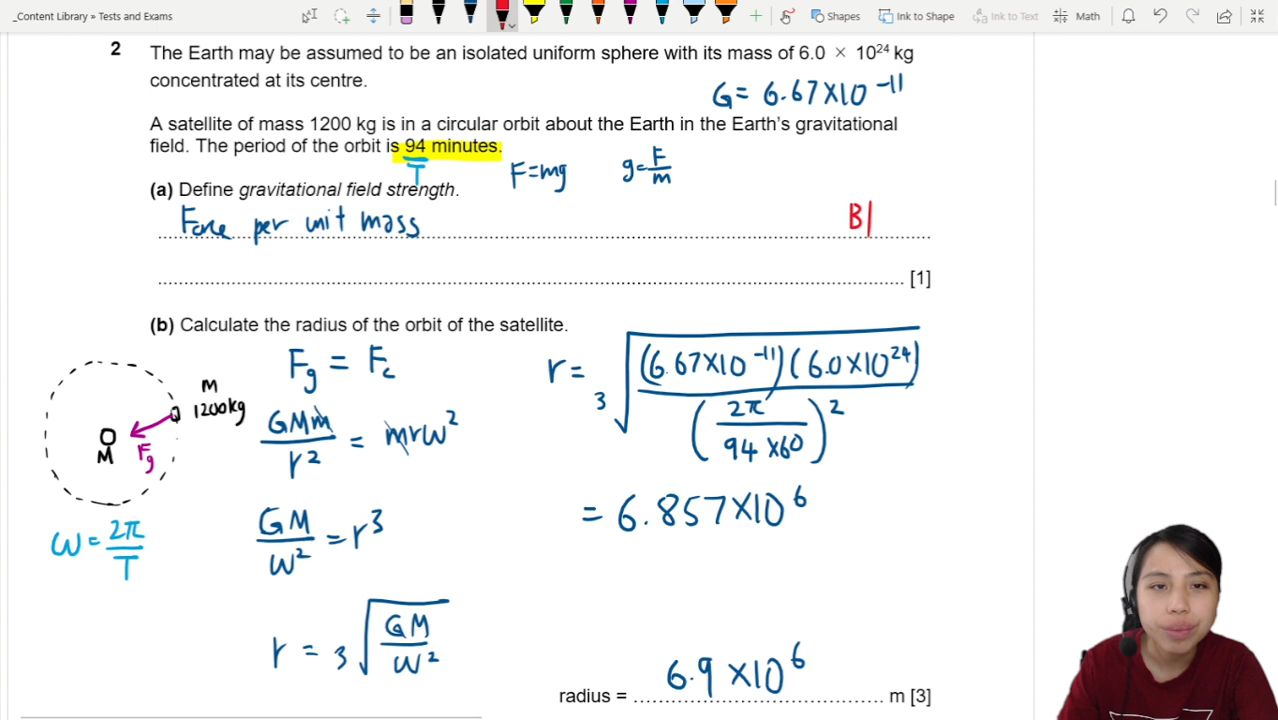 _Content Library » Tests and Exams
Shapes
Ink to Shape
Ink to Text
Math
2 The Earth may be assumed to be an isolated uniform sphere with its mass of 6.0 × 10²⁴ kg
concentrated at its centre.
G = 6.67×10⁻¹¹
A satellite of mass 1200 kg is in a circular orbit about the Earth in the Earth's gravitational
field. The period of the orbit is 94 minutes.
T
F=mg g=F/m
(a) Define gravitational field strength.
Force per unit mass B1
[1]
(b) Calculate the radius of the orbit of the satellite.
Fg = Fc
r = ³√((6.67×10⁻¹¹)(6.0×10²⁴)/(2π/94×60)²)
M
1200kg
M
Fg
GMm/r² = mrω²
= 6.857×10⁶
GM/ω² = r³
ω = 2π/T
r = ³√(GM/ω²)
6.9×10⁶
radius = ................................................ m [3]